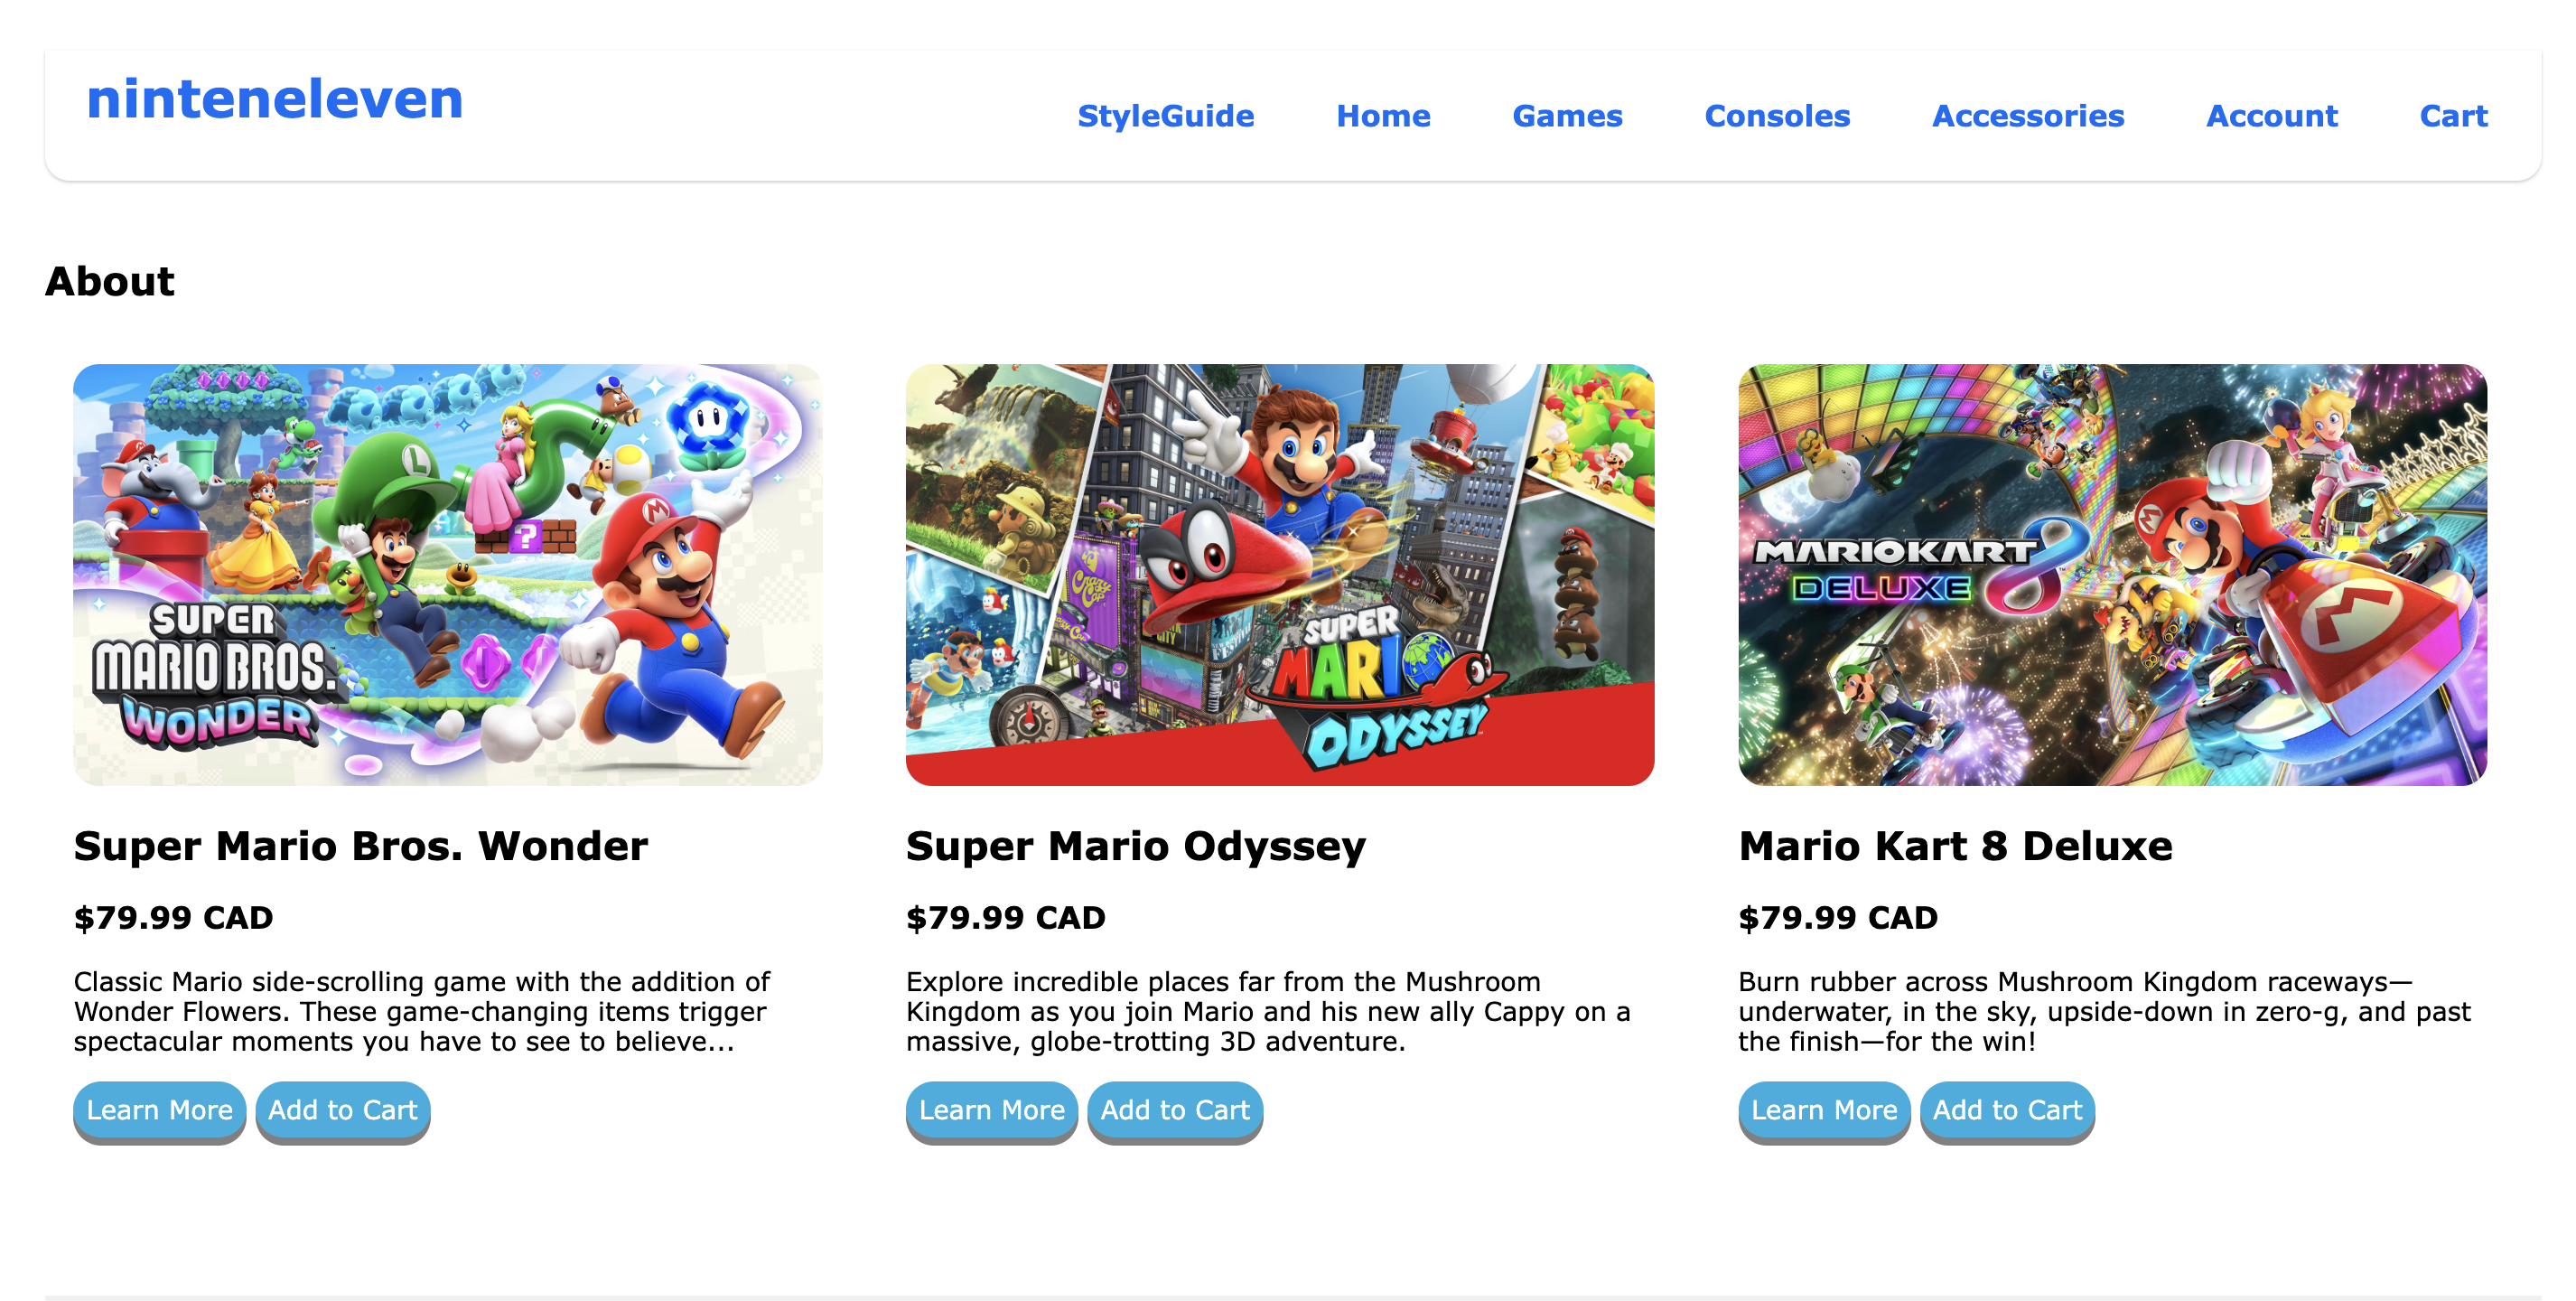 ninteneleven
StyleGuide Home Games Consoles Accessories Account Cart
About
SUPER
MARIO BROS.
WONDER
L
M
?
CITY
SUPER
MARIO
ODYSSEY
MARIOKART 8
DELUXE
M
M
Super Mario Bros. Wonder
$79.99 CAD
Classic Mario side-scrolling game with the addition of
Wonder Flowers. These game-changing items trigger
spectacular moments you have to see to believe...
Learn More Add to Cart
Super Mario Odyssey
$79.99 CAD
Explore incredible places far from the Mushroom
Kingdom as you join Mario and his new ally Cappy on a
massive, globe-trotting 3D adventure.
Learn More Add to Cart
Mario Kart 8 Deluxe
$79.99 CAD
Burn rubber across Mushroom Kingdom raceways—
underwater, in the sky, upside-down in zero-g, and past
the finish—for the win!
Learn More Add to Cart